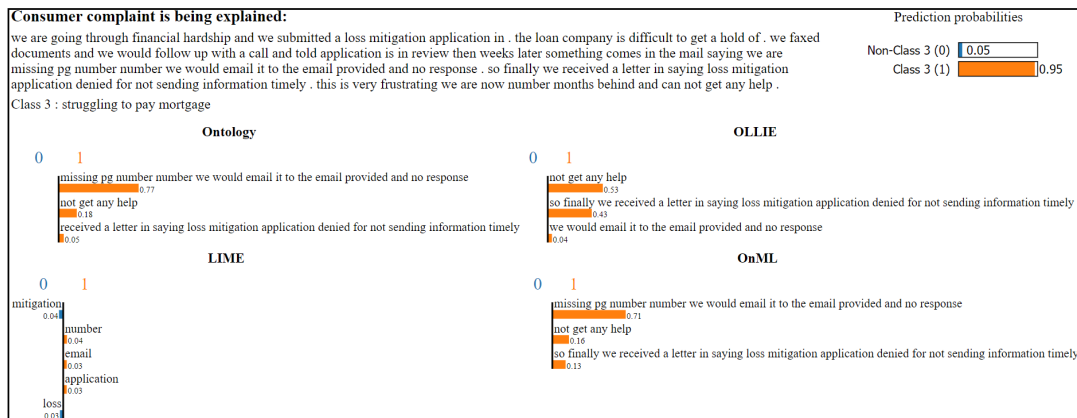 Consumer complaint is being explained:
we are going through financial hardship and we submitted a loss mitigation application in . the loan company is difficult to get a hold of . we faxed
documents and we would follow up with a call and told application is in review then weeks later something comes in the mail saying we are
missing pg number number we would email it to the email provided and no response . so finally we received a letter in saying loss mitigation
application denied for not sending information timely . this is very frustrating we are now number months behind and can not get any help .
Class 3 : struggling to pay mortgage
Prediction probabilities
Non-Class 3 (0) 0.05
Class 3 (1) 0.95
Ontology
0 1
missing pg number number we would email it to the email provided and no response
0.77
not get any help
0.18
received a letter in saying loss mitigation application denied for not sending information timely
0.05
OLLIE
0 1
not get any help
0.53
so finally we received a letter in saying loss mitigation application denied for not sending information timely
0.43
we would email it to the email provided and no response
0.04
LIME
0 1
mitigation
0.04
number
0.04
email
0.03
application
0.03
loss
0.03
OnML
0 1
missing pg number number we would email it to the email provided and no response
0.71
not get any help
0.16
so finally we received a letter in saying loss mitigation application denied for not sending information timely
0.13